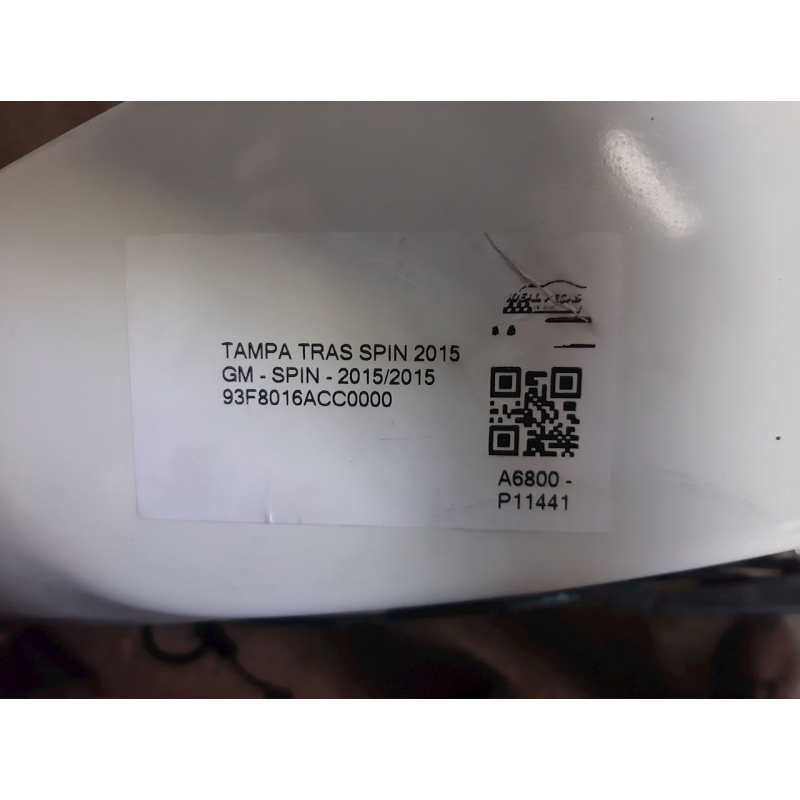 TAMPA TRAS SPIN 2015
GM - SPIN - 2015/2015
93F8016ACC0000
A6800 -
P11441